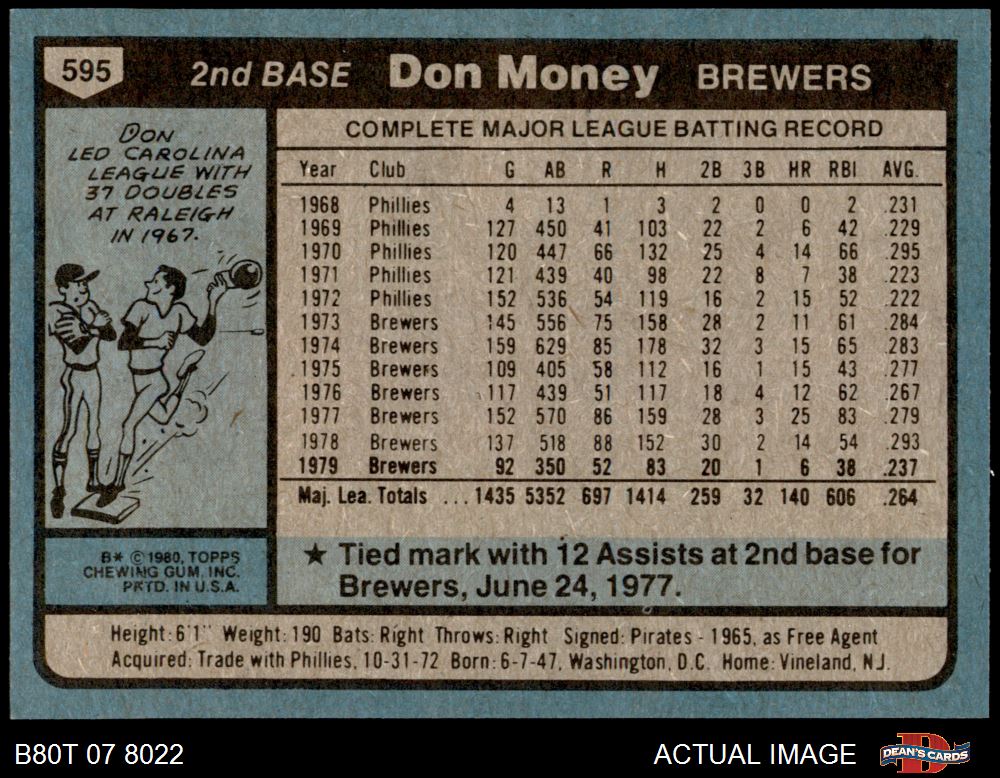 595 2nd BASE Don Money BREWERS
DON
LED CAROLINA
LEAGUE WITH
37 DOUBLES
AT RALEIGH
IN 1967.
COMPLETE MAJOR LEAGUE BATTING RECORD
Year Club G AB R H 2B 3B HR RBI AVG.
1968 Phillies 4 13 1 3 2 0 0 2 .231
1969 Phillies 127 450 41 103 22 2 6 42 .229
1970 Phillies 120 447 66 132 25 4 14 66 .295
1971 Phillies 121 439 40 98 22 8 7 38 .223
1972 Phillies 152 536 54 119 16 2 15 52 .222
1973 Brewers 145 556 75 158 28 2 11 61 .284
1974 Brewers 159 629 85 178 32 3 15 65 .283
1975 Brewers 109 405 58 112 16 1 15 43 .277
1976 Brewers 117 439 51 117 18 4 12 62 .267
1977 Brewers 152 570 86 159 28 3 25 83 .279
1978 Brewers 137 518 88 152 30 2 14 54 .293
1979 Brewers 92 350 52 83 20 1 6 38 .237
Maj. Lea. Totals ... 1435 5352 697 1414 259 32 140 606 .264
B* © 1980, TOPPS
CHEWING GUM, INC.
PRTD. IN U.S.A.
★ Tied mark with 12 Assists at 2nd base for
Brewers, June 24, 1977.
Height: 6'1" Weight: 190 Bats: Right Throws: Right Signed: Pirates - 1965, as Free Agent
Acquired: Trade with Phillies, 10-31-72 Born: 6-7-47, Washington, D.C. Home: Vineland, N.J.
B80T 07 8022 ACTUAL IMAGE DEAN'S CARDS